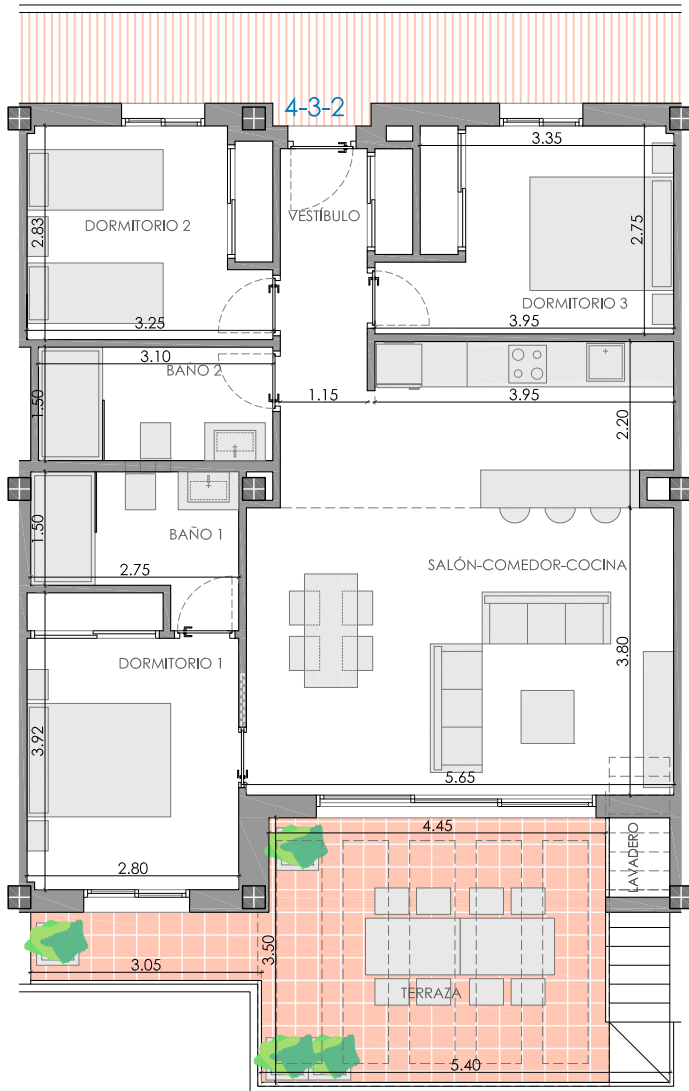 4-3-2
3.35
VESTÍBULO
DORMITORIO 2
2.83
2.75
DORMITORIO 3
3.25
3.95
3.10
BAÑO 2
1.50
1.15
3.95
2.20
1.50
BAÑO 1
2.75
SALÓN-COMEDOR-COCINA
DORMITORIO 1
3.80
3.92
5.65
4.45
LAVADERO
2.80
3.50
3.05
TERRAZA
5.40